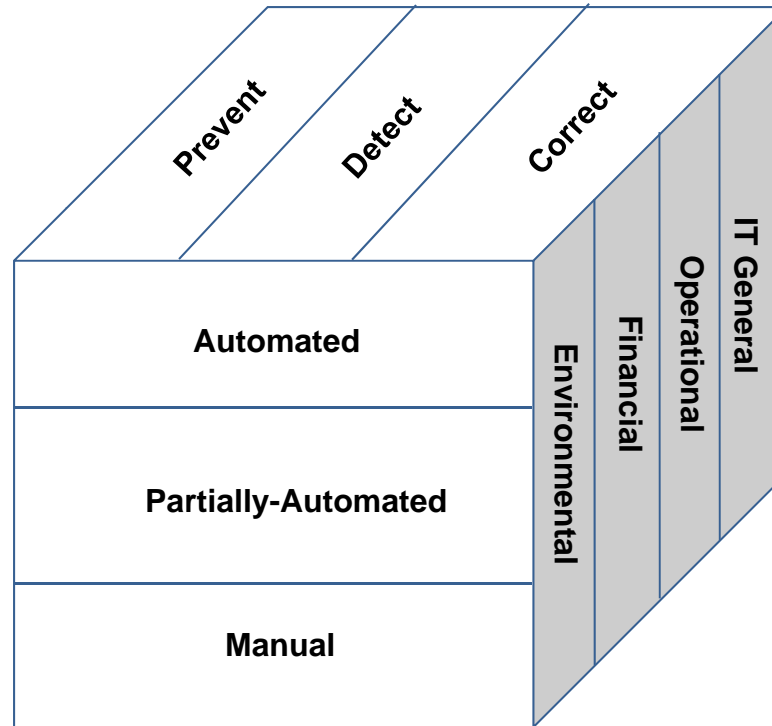 Prevent
Detect
Correct
Automated
Partially-Automated
Manual
Environmental
Financial
Operational
IT General